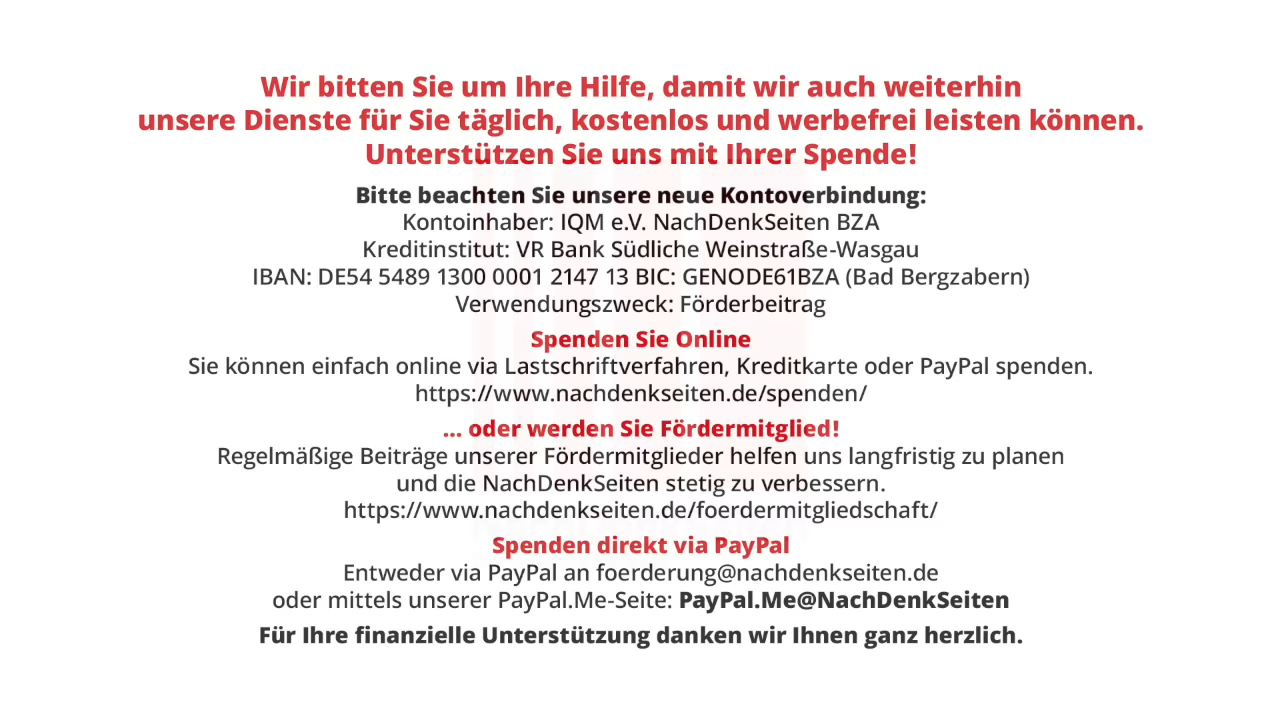 Wir bitten Sie um Ihre Hilfe, damit wir auch weiterhin
unsere Dienste für Sie täglich, kostenlos und werbefrei leisten können.
Unterstützen Sie uns mit Ihrer Spende!
Bitte beachten Sie unsere neue Kontoverbindung:
Kontoinhaber: IQM e.V. NachDenkSeiten BZA
Kreditinstitut: VR Bank Südliche Weinstraße-Wasgau
IBAN: DE54 5489 1300 0001 2147 13 BIC: GENODE61BZA (Bad Bergzabern)
Verwendungszweck: Förderbeitrag
Spenden Sie Online
Sie können einfach online via Lastschriftverfahren, Kreditkarte oder PayPal spenden.
https://www.nachdenkseiten.de/spenden/
... oder werden Sie Fördermitglied!
Regelmäßige Beiträge unserer Fördermitglieder helfen uns langfristig zu planen
und die NachDenkSeiten stetig zu verbessern.
https://www.nachdenkseiten.de/foerdermitgliedschaft/
Spenden direkt via PayPal
Entweder via PayPal an foerderung@nachdenkseiten.de
oder mittels unserer PayPal.Me-Seite: PayPal.Me@NachDenkSeiten
Für Ihre finanzielle Unterstützung danken wir Ihnen ganz herzlich.